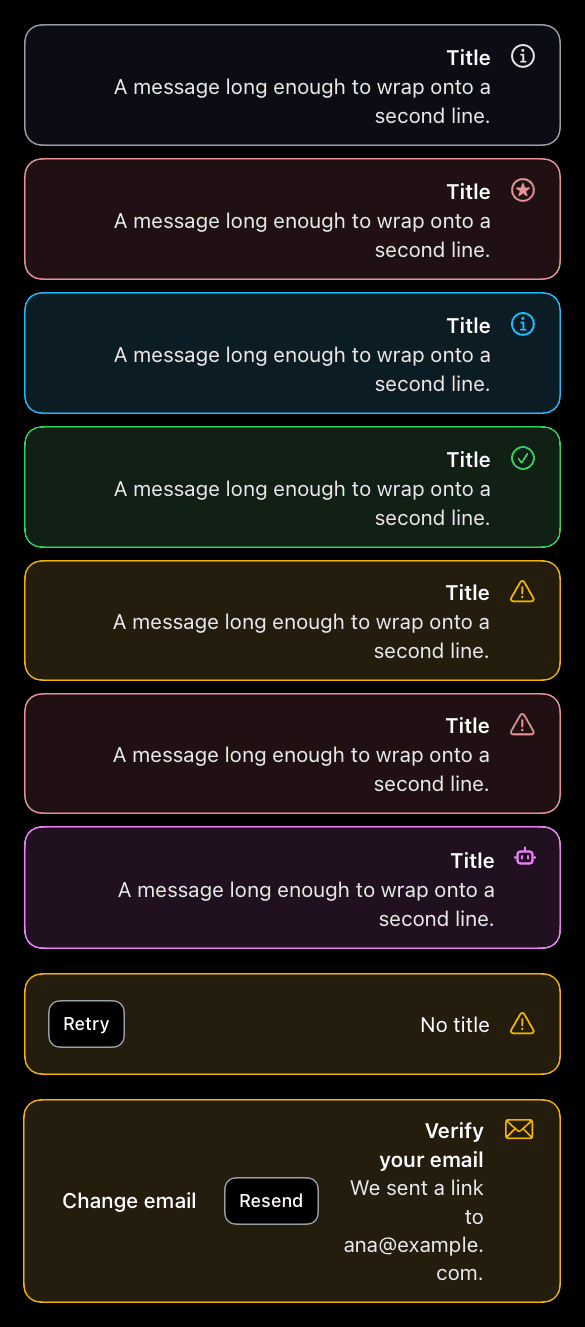 Title
A message long enough to wrap onto a
second line.
Title
A message long enough to wrap onto a
second line.
Title
A message long enough to wrap onto a
second line.
Title
A message long enough to wrap onto a
second line.
Title
A message long enough to wrap onto a
second line.
Title
A message long enough to wrap onto a
second line.
Title
A message long enough to wrap onto a
second line.
No title
Retry
Verify
your email
We sent a link
to
ana@example.
com.
Resend
Change email